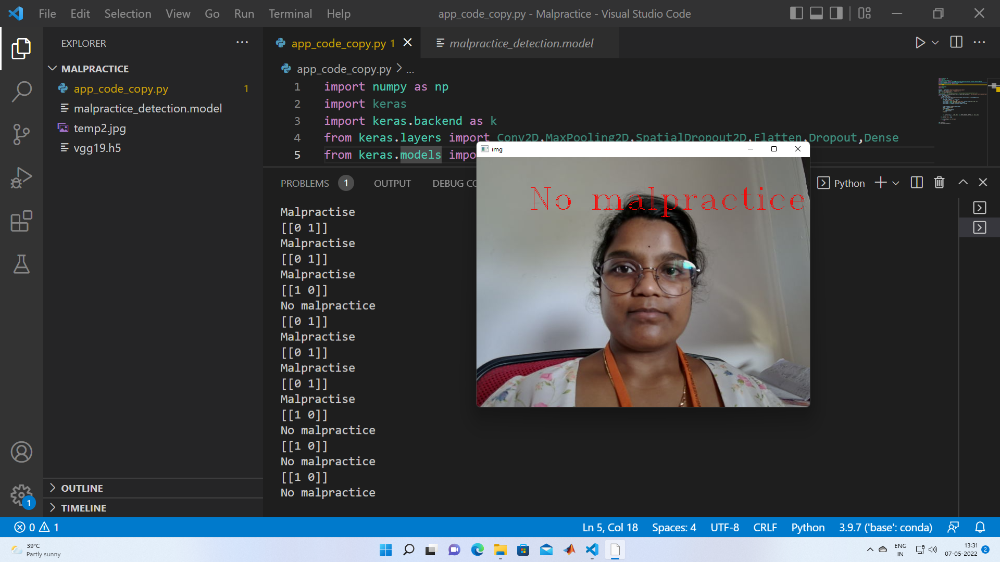 File Edit Selection View Go Run Terminal Help
app_code_copy.py - Malpractice - Visual Studio Code
EXPLORER
MALPRACTICE
app_code_copy.py 1
malpractice_detection.model
temp2.jpg
vgg19.h5
OUTLINE
TIMELINE
1
app_code_copy.py 1
malpractice_detection.model
app_code_copy.py > ...
1 import numpy as np
2 import keras
3 import keras.backend as k
4 from keras.layers import Conv2D,MaxPooling2D,SpatialDropout2D,Flatten,Dropout,Dense
5 from keras.models impo
PROBLEMS 1 OUTPUT DEBUG CO
Python
Malpractise
[[0 1]]
Malpractise
[[0 1]]
Malpractise
[[1 0]]
No malpractice
[[0 1]]
Malpractise
[[0 1]]
Malpractise
[[0 1]]
Malpractise
[[1 0]]
No malpractice
[[1 0]]
No malpractice
[[1 0]]
No malpractice
img
No malpractice
0 1
Ln 5, Col 18 Spaces: 4 UTF-8 CRLF Python 3.9.7 ('base': conda)
39°C
Partly sunny
ENG
IN
13:31
07-05-2022
2